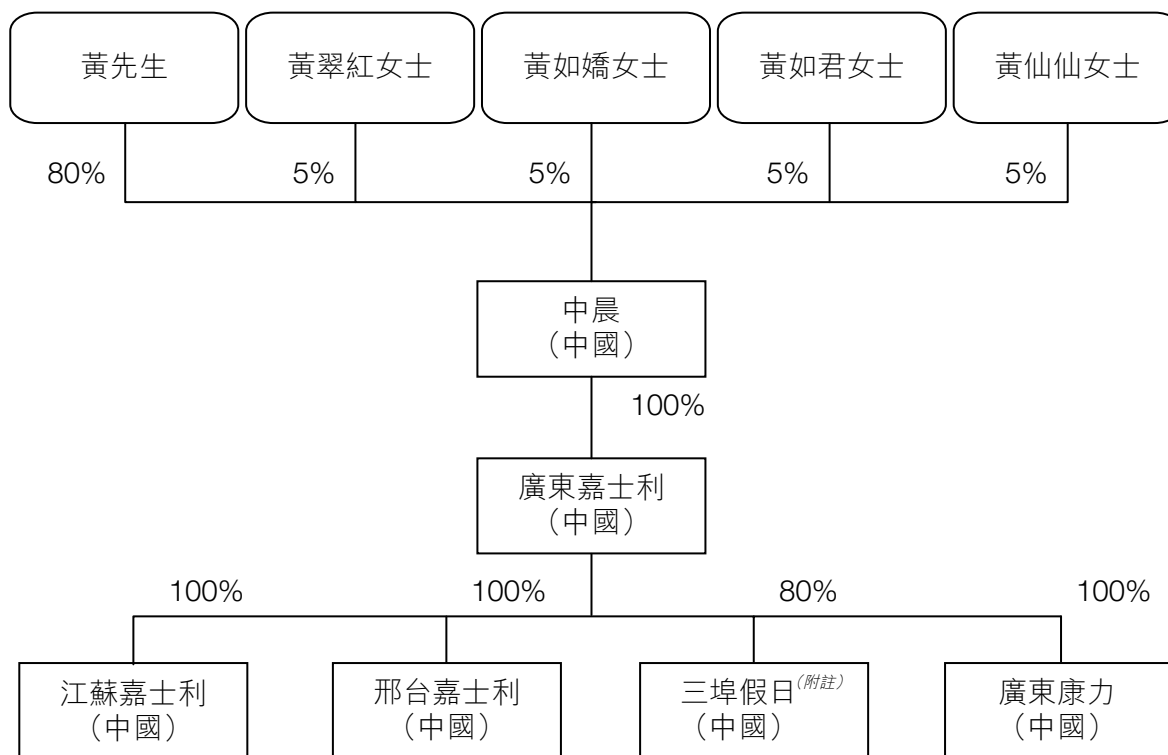 黃先生
黃翠紅女士
黃如嬌女士
黃如君女士
黃仙仙女士
80%
5%
5%
5%
5%
中晨
（中國）
100%
廣東嘉士利
（中國）
100%
100%
80%
100%
江蘇嘉士利
（中國）
邢台嘉士利
（中國）
三埠假日(附註)
（中國）
廣東康力
（中國）